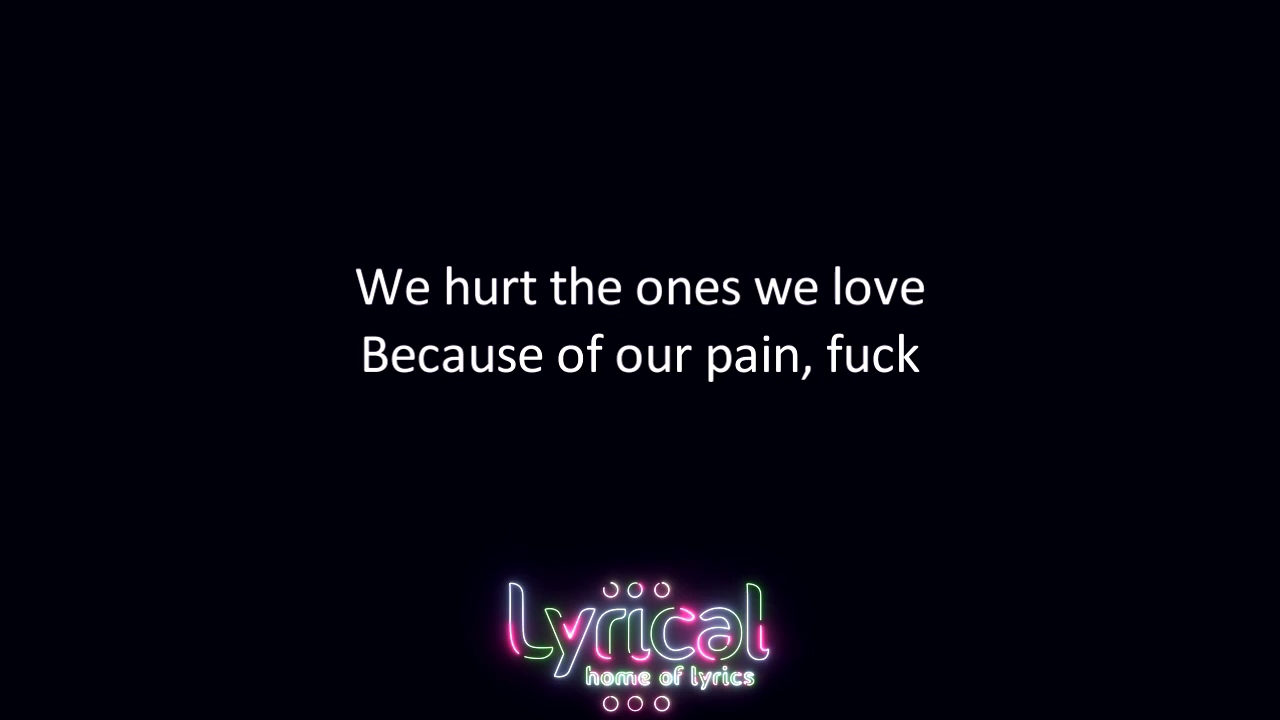 We hurt the ones we love
Because of our pain, fuck
Lyrical
home of lyrics